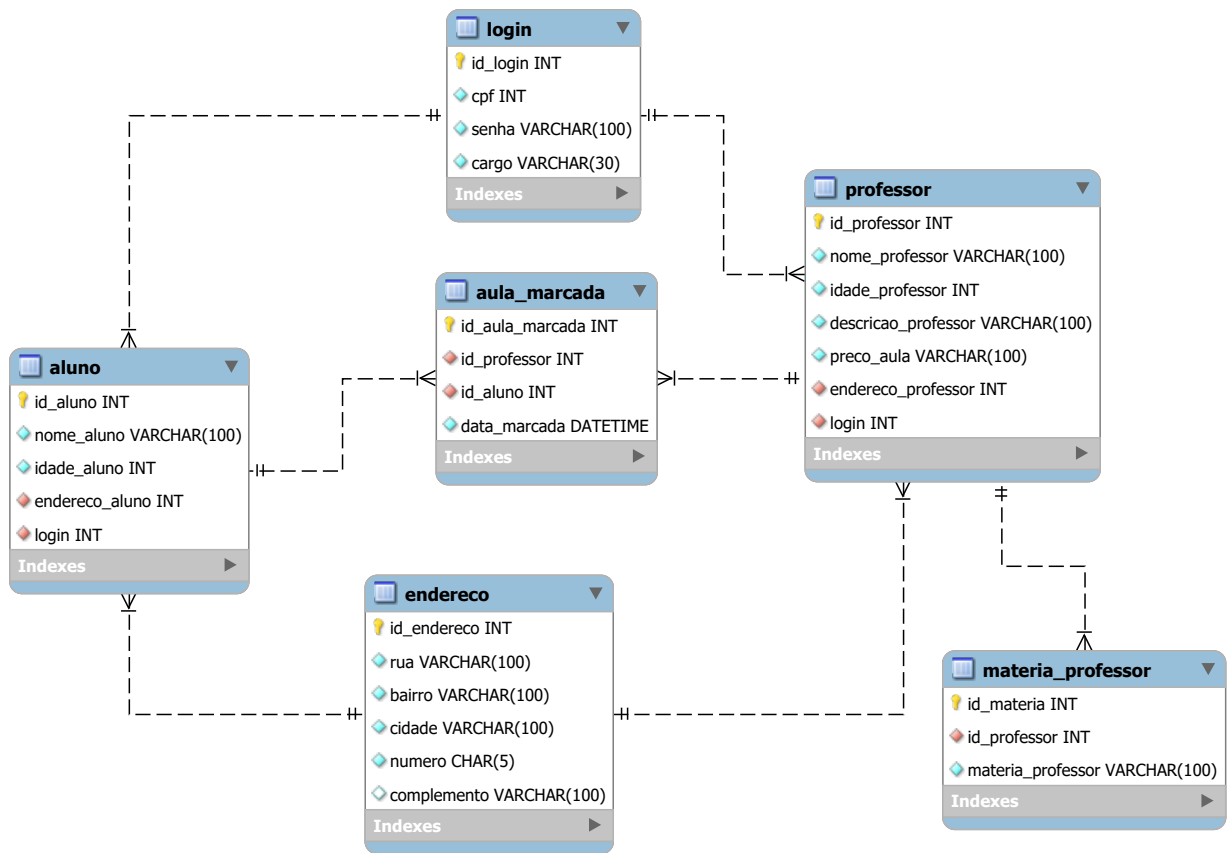 login
id_login INT
cpf INT
senha VARCHAR(100)
cargo VARCHAR(30)
Indexes
professor
id_professor INT
nome_professor VARCHAR(100)
idade_professor INT
descricao_professor VARCHAR(100)
preco_aula VARCHAR(100)
endereco_professor INT
login INT
Indexes
aula_marcada
id_aula_marcada INT
id_professor INT
id_aluno INT
data_marcada DATETIME
Indexes
aluno
id_aluno INT
nome_aluno VARCHAR(100)
idade_aluno INT
endereco_aluno INT
login INT
Indexes
endereco
id_endereco INT
rua VARCHAR(100)
bairro VARCHAR(100)
cidade VARCHAR(100)
numero CHAR(5)
complemento VARCHAR(100)
Indexes
materia_professor
id_materia INT
id_professor INT
materia_professor VARCHAR(100)
Indexes